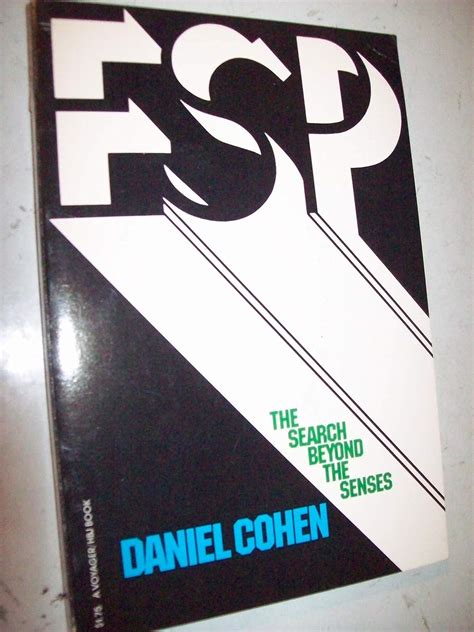 ESP
THE
SEARCH
BEYOND
THE
SENSES
DANIEL COHEN
$1.75 A VOYAGER/HBJ BOOK